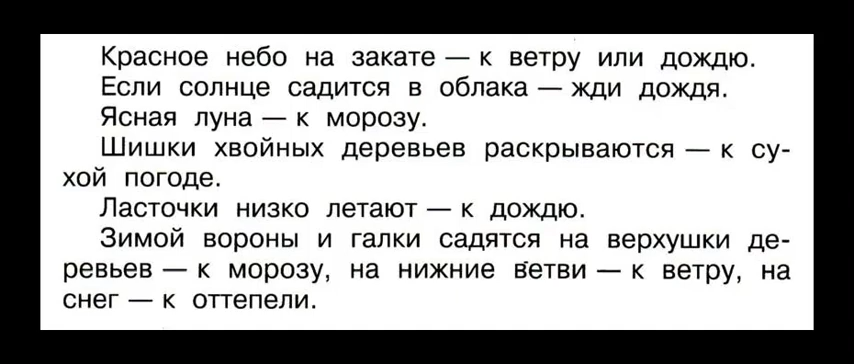 Красное небо на закате — к ветру или дождю.
Если солнце садится в облака — жди дождя.
Ясная луна — к морозу.
Шишки хвойных деревьев раскрываются — к су-
хой погоде.
Ласточки низко летают — к дождю.
Зимой вороны и галки садятся на верхушки де-
ревьев — к морозу, на нижние ветви — к ветру, на
снег — к оттепели.